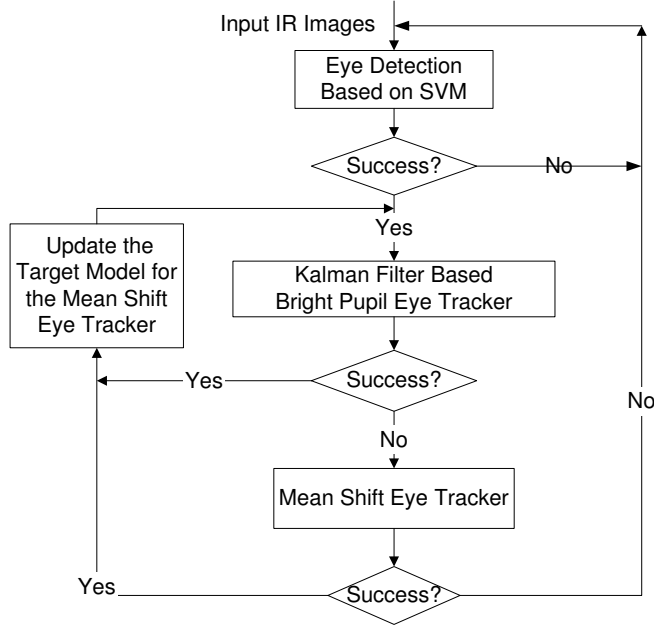 Input IR Images
Eye Detection
Based on SVM
Success?
No
Yes
Update the
Target Model for
the Mean Shift
Eye Tracker
Kalman Filter Based
Bright Pupil Eye Tracker
Success?
Yes
No
No
Mean Shift Eye Tracker
Yes
Success?